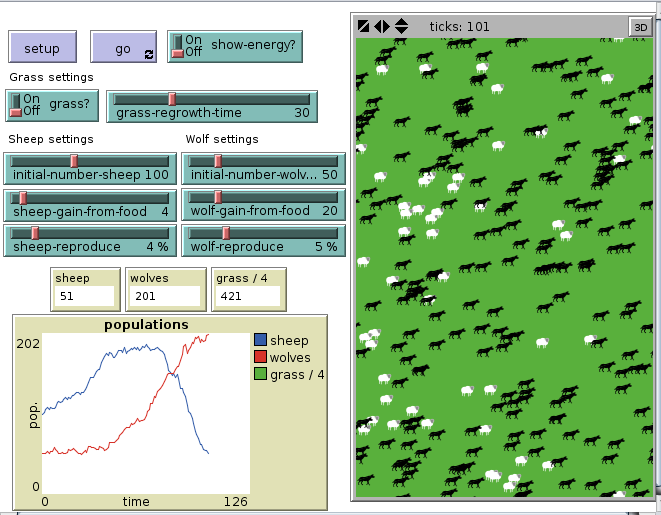 setup
go
On
Off
show-energy?
ticks: 101
3D
Grass settings
On
Off
grass?
grass-regrowth-time 30
Sheep settings
Wolf settings
initial-number-sheep 100
initial-number-wolv... 50
sheep-gain-from-food 4
wolf-gain-from-food 20
sheep-reproduce 4 %
wolf-reproduce 5 %
sheep
51
wolves
201
grass / 4
421
populations
202
pop.
0
0
time
126
sheep
wolves
grass / 4